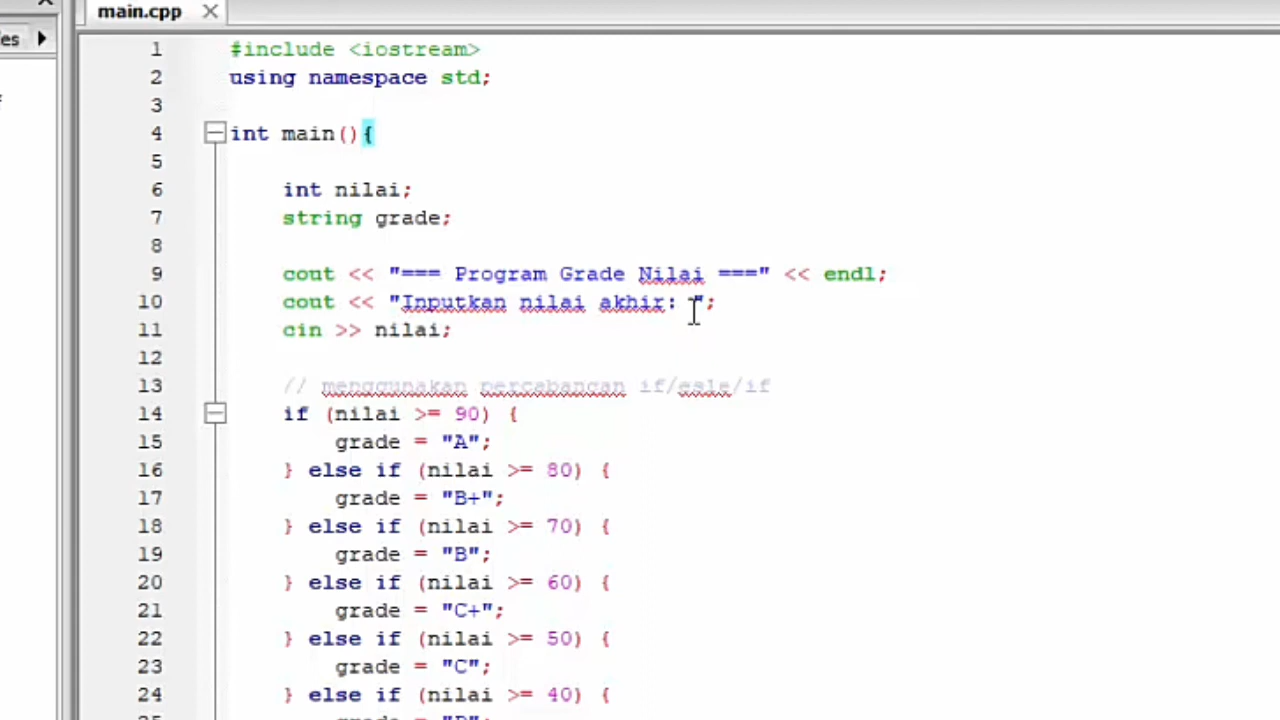 main.cpp
es
1 #include <iostream>
2 using namespace std;
3
4 int main(){
5
6 int nilai;
7 string grade;
8
9 cout << "=== Program Grade Nilai ===" << endl;
10 cout << "Inputkan nilai akhir: ";
11 cin >> nilai;
12
13 // menggunakan percabangan if/esle/if
14 if (nilai >= 90) {
15 grade = "A";
16 } else if (nilai >= 80) {
17 grade = "B+";
18 } else if (nilai >= 70) {
19 grade = "B";
20 } else if (nilai >= 60) {
21 grade = "C+";
22 } else if (nilai >= 50) {
23 grade = "C";
24 } else if (nilai >= 40) {
grade =